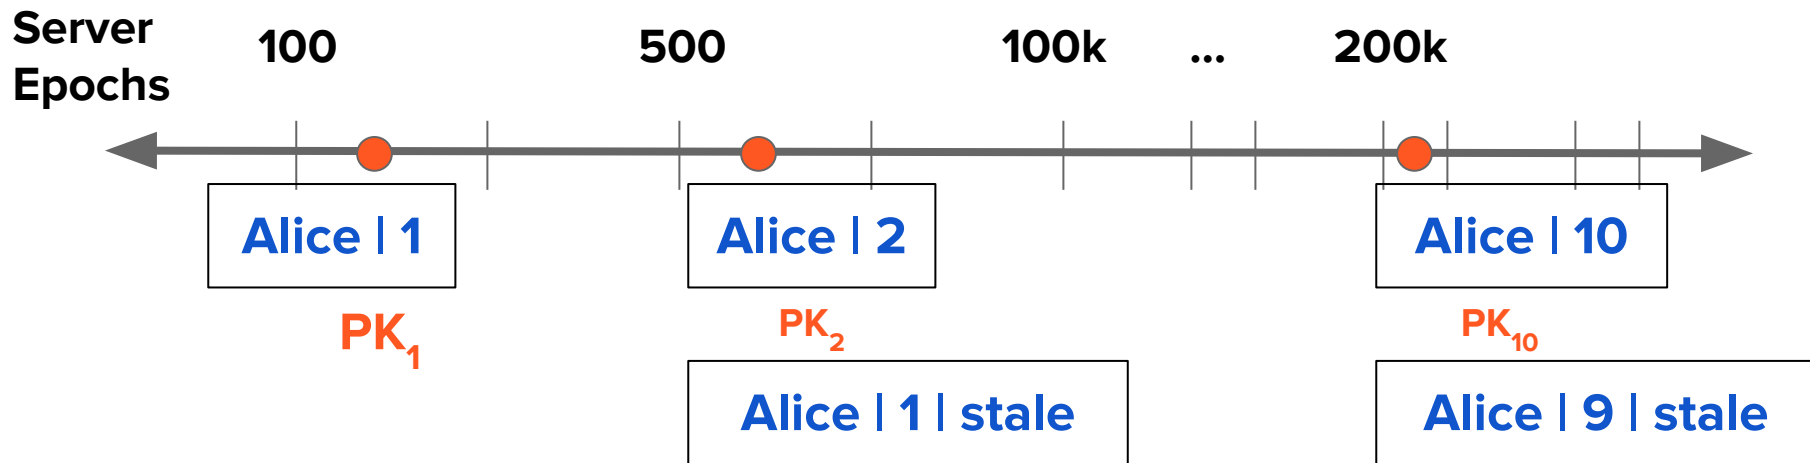 Server
Epochs
100 500 100k ... 200k
Alice | 1 Alice | 2 Alice | 10
PK1 PK2 PK10
Alice | 1 | stale Alice | 9 | stale